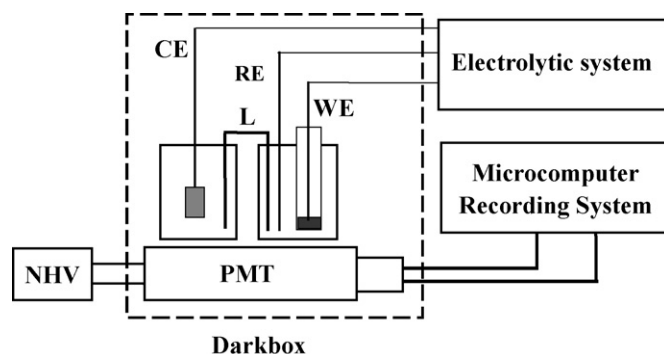 CE
RE
WE
L
Electrolytic system
Microcomputer
Recording System
NHV
PMT
Darkbox